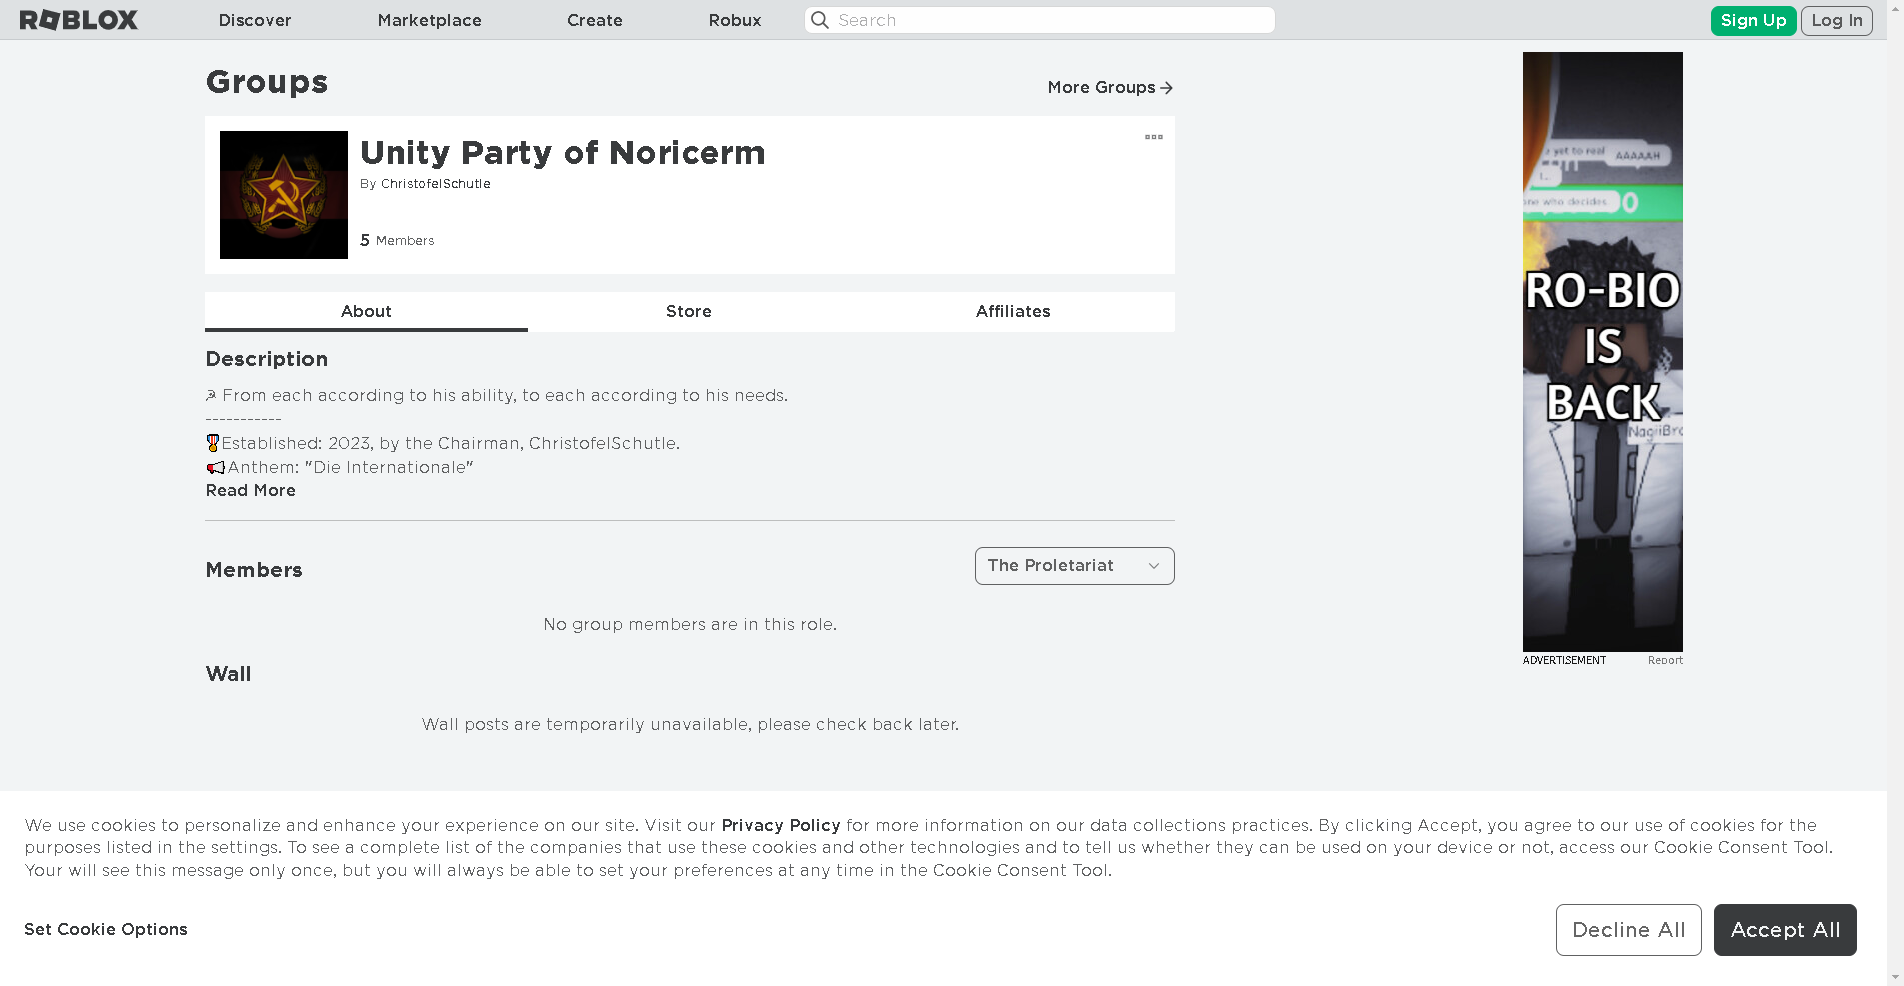 ROBLOX
Discover
Marketplace
Create
Robux
Search
Sign Up
Log In
Groups
More Groups
Unity Party of Noricerm
By ChristofelSchutle
5 Members
About
Store
Affiliates
Description
☭ From each according to his ability, to each according to his needs.
-----------
🎖️Established: 2023, by the Chairman, ChristofelSchutle.
📢Anthem: "Die Internationale"
Read More
Members
The Proletariat
No group members are in this role.
Wall
Wall posts are temporarily unavailable, please check back later.
yet to real
AAAAAH
one who decides.
0
RO-BIO
IS
BACK
ADVERTISEMENT
Report
We use cookies to personalize and enhance your experience on our site. Visit our Privacy Policy for more information on our data collections practices. By clicking Accept, you agree to our use of cookies for the
purposes listed in the settings. To see a complete list of the companies that use these cookies and other technologies and to tell us whether they can be used on your device or not, access our Cookie Consent Tool.
Your will see this message only once, but you will always be able to set your preferences at any time in the Cookie Consent Tool.
Set Cookie Options
Decline All
Accept All